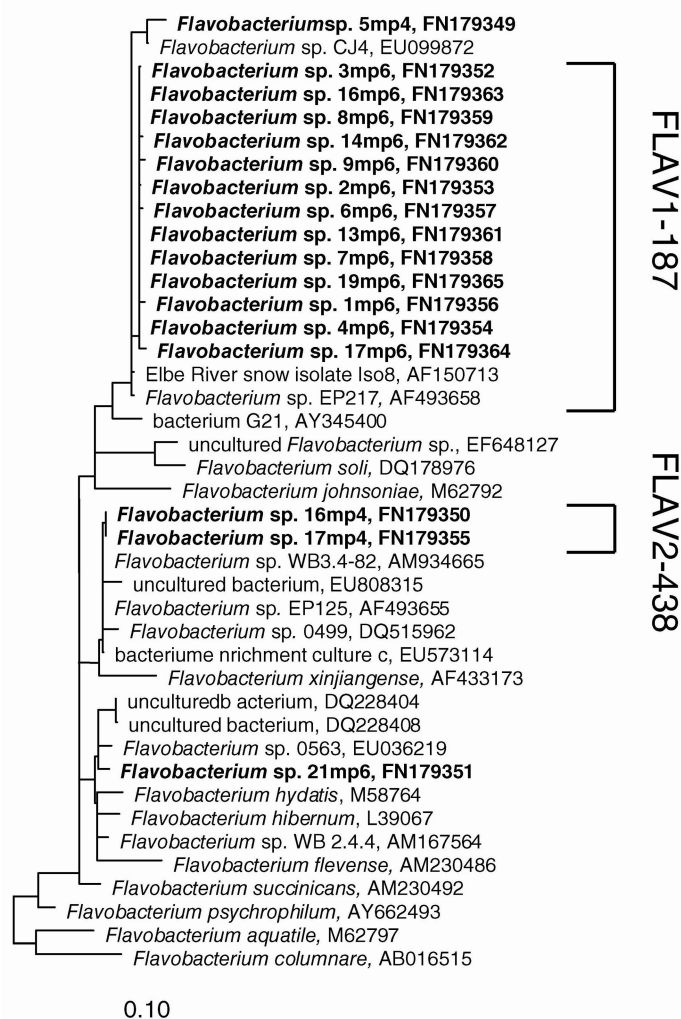 Flavobacteriumsp. 5mp4, FN179349
Flavobacterium sp. CJ4, EU099872
Flavobacterium sp. 3mp6, FN179352
Flavobacterium sp. 16mp6, FN179363
Flavobacterium sp. 8mp6, FN179359
Flavobacterium sp. 14mp6, FN179362
Flavobacterium sp. 9mp6, FN179360
Flavobacterium sp. 2mp6, FN179353
Flavobacterium sp. 6mp6, FN179357
Flavobacterium sp. 13mp6, FN179361
Flavobacterium sp. 7mp6, FN179358
Flavobacterium sp. 19mp6, FN179365
Flavobacterium sp. 1mp6, FN179356
Flavobacterium sp. 4mp6, FN179354
Flavobacterium sp. 17mp6, FN179364
Elbe River snow isolate Iso8, AF150713
Flavobacterium sp. EP217, AF493658
bacterium G21, AY345400
uncultured Flavobacterium sp., EF648127
Flavobacterium soli, DQ178976
Flavobacterium johnsoniae, M62792
Flavobacterium sp. 16mp4, FN179350
Flavobacterium sp. 17mp4, FN179355
Flavobacterium sp. WB3.4-82, AM934665
uncultured bacterium, EU808315
Flavobacterium sp. EP125, AF493655
Flavobacterium sp. 0499, DQ515962
bacteriume nrichment culture c, EU573114
Flavobacterium xinjiangense, AF433173
unculturedb acterium, DQ228404
uncultured bacterium, DQ228408
Flavobacterium sp. 0563, EU036219
Flavobacterium sp. 21mp6, FN179351
Flavobacterium hydatis, M58764
Flavobacterium hibernum, L39067
Flavobacterium sp. WB 2.4.4, AM167564
Flavobacterium flevense, AM230486
Flavobacterium succinicans, AM230492
Flavobacterium psychrophilum, AY662493
Flavobacterium aquatile, M62797
Flavobacterium columnare, AB016515
0.10
FLAV1-187
FLAV2-438